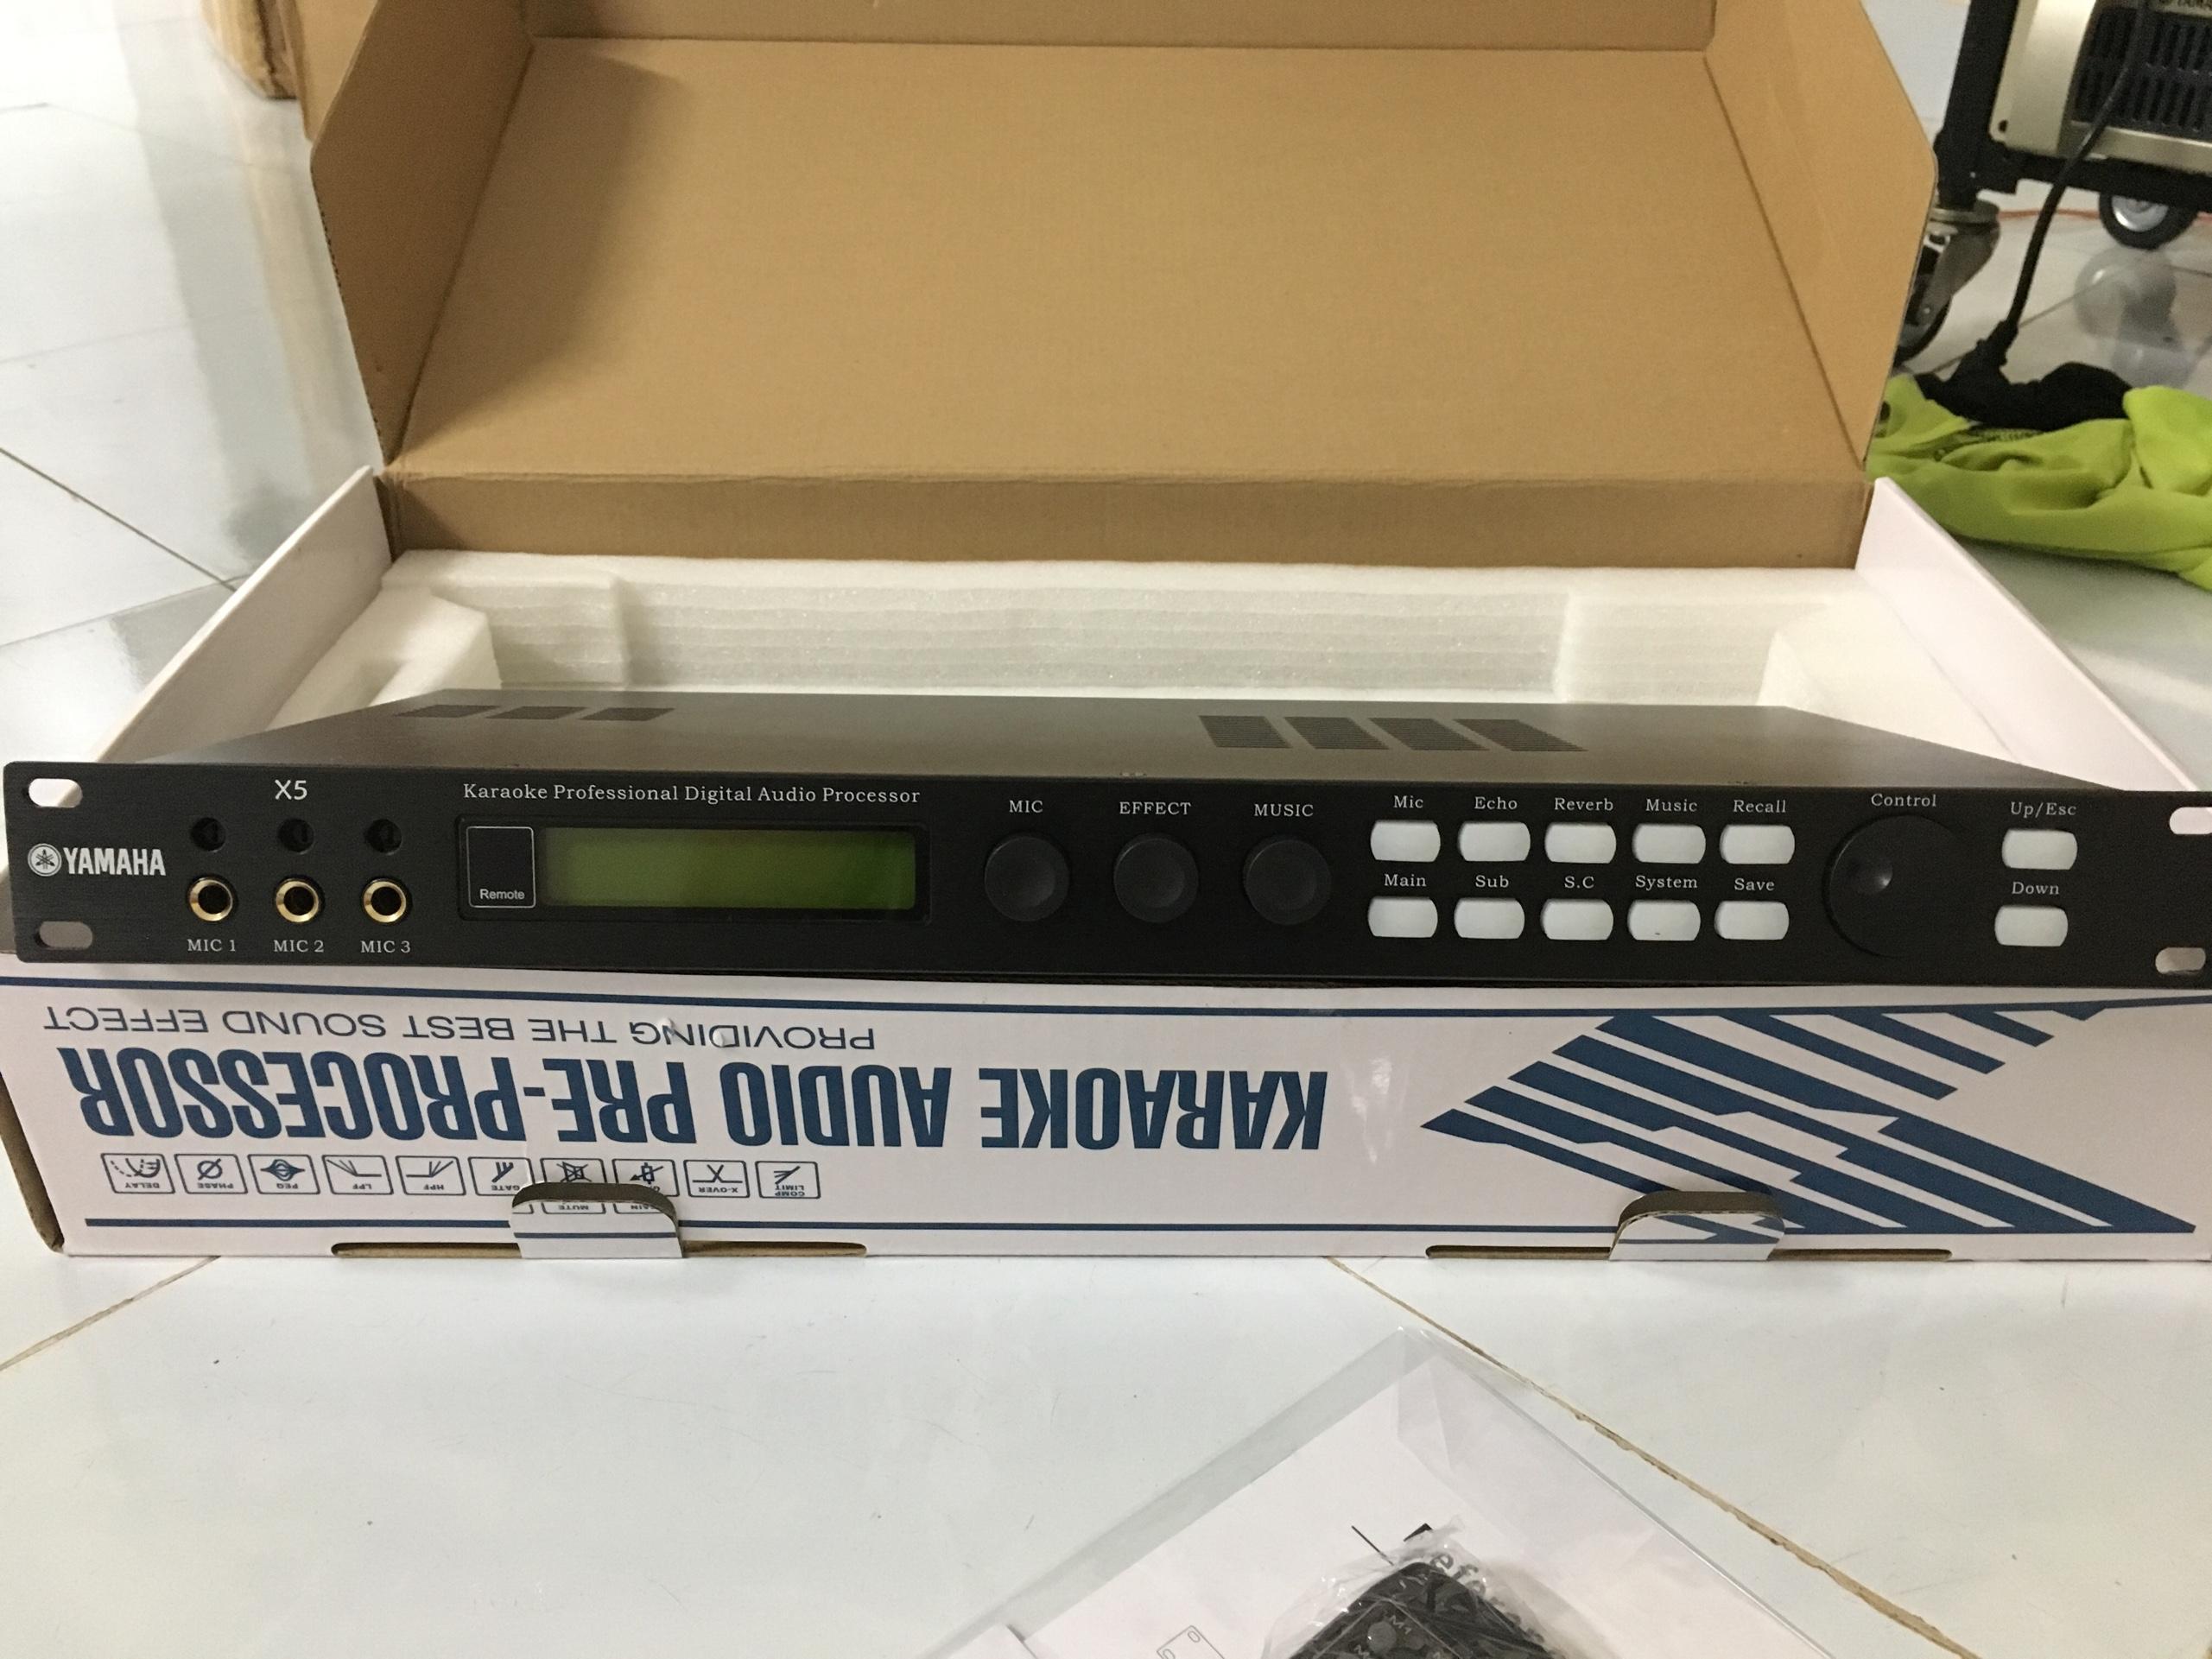 X5
Karaoke Professional Digital Audio Processor
YAMAHA
Remote
MIC 1
MIC 2
MIC 3
MIC
EFFECT
MUSIC
Mic
Echo
Reverb
Music
Recall
Main
Sub
S.C
System
Save
Control
Up/Esc
Down
KARAOKE AUDIO PRE-PROCESSOR
PROVIDING THE BEST SOUND EFFECT
COMP LIMIT
X-OVER
GAIN
MUTE
GATE
HPF
LPF
PEQ
PHASE
DELAY
M1